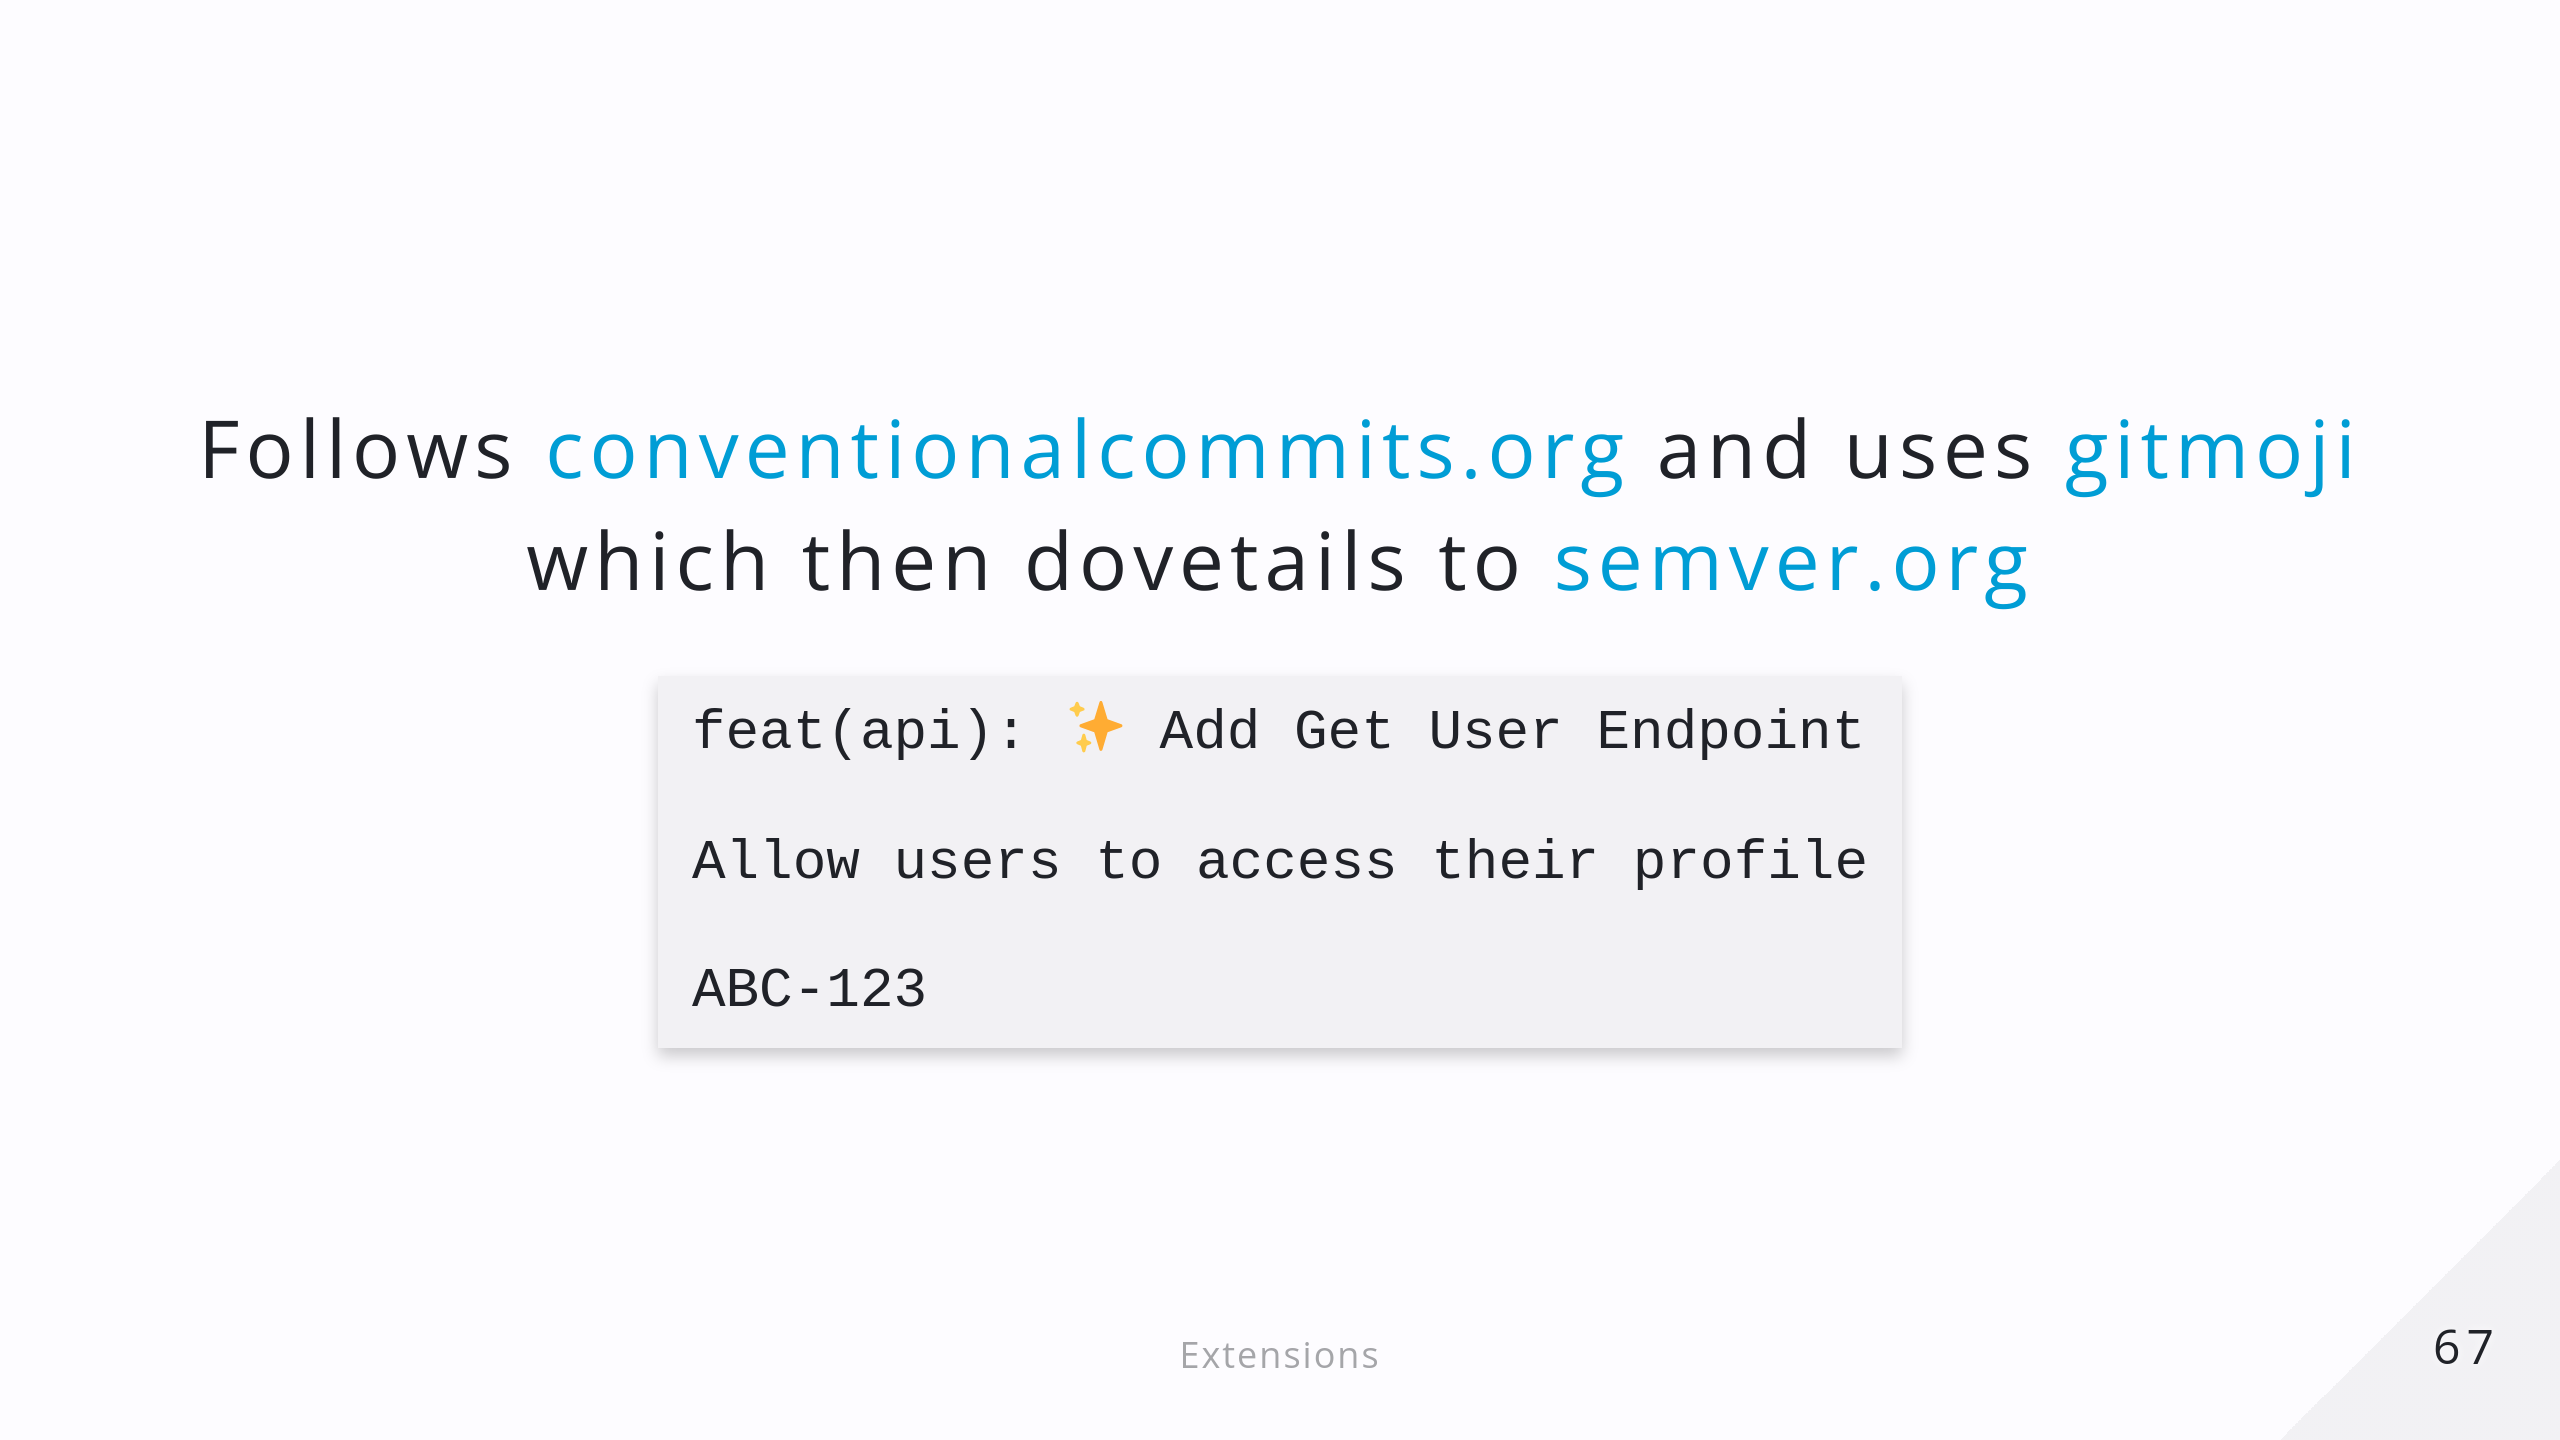 Follows conventionalcommits.org and uses gitmoji
which then dovetails to semver.org
feat(api): ✨ Add Get User Endpoint
Allow users to access their profile
ABC-123
Extensions
67